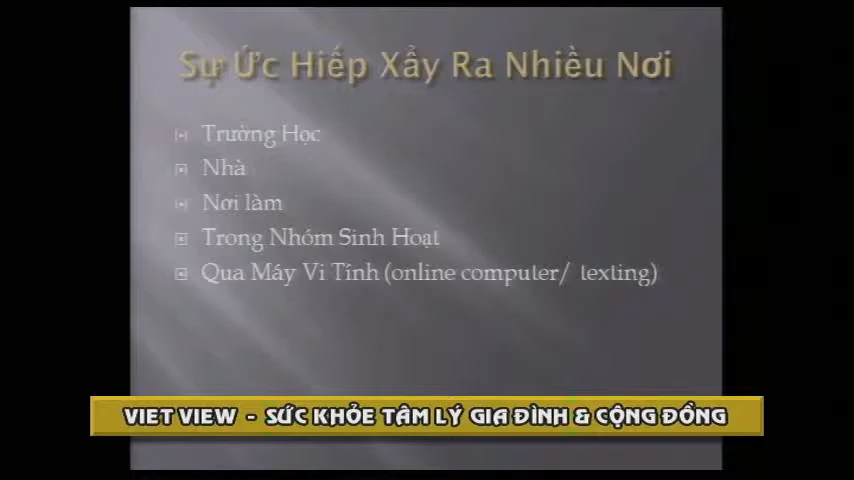 Sự Ức Hiếp Xẩy Ra Nhiều Nơi
Trường Học
Nhà
Nơi làm
Trong Nhóm Sinh Hoạt
Qua Máy Vi Tính (online computer/ texting)
VIET VIEW - SỨC KHỎE TÂM LÝ GIA ĐÌNH & CỘNG ĐỒNG